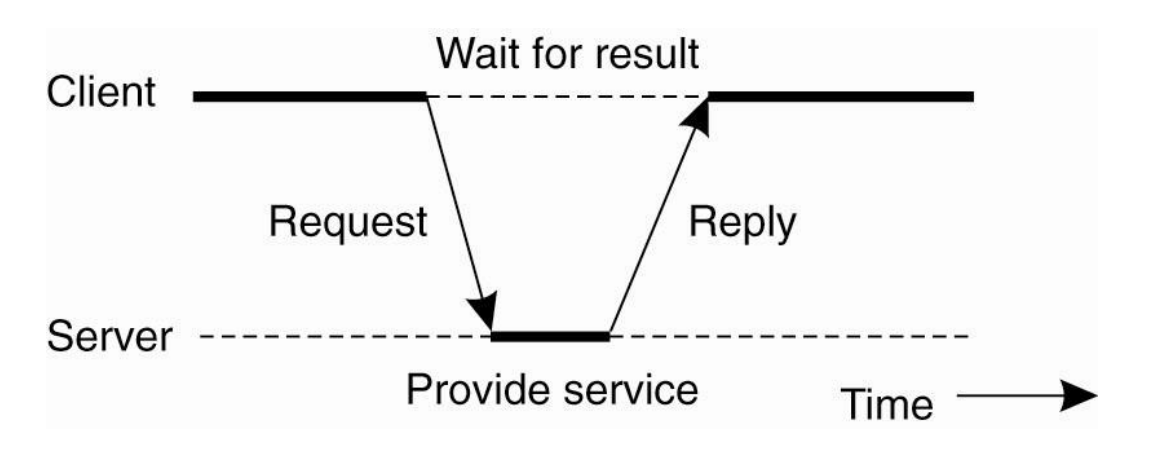 Wait for result
Client
Request
Reply
Server
Provide service
Time